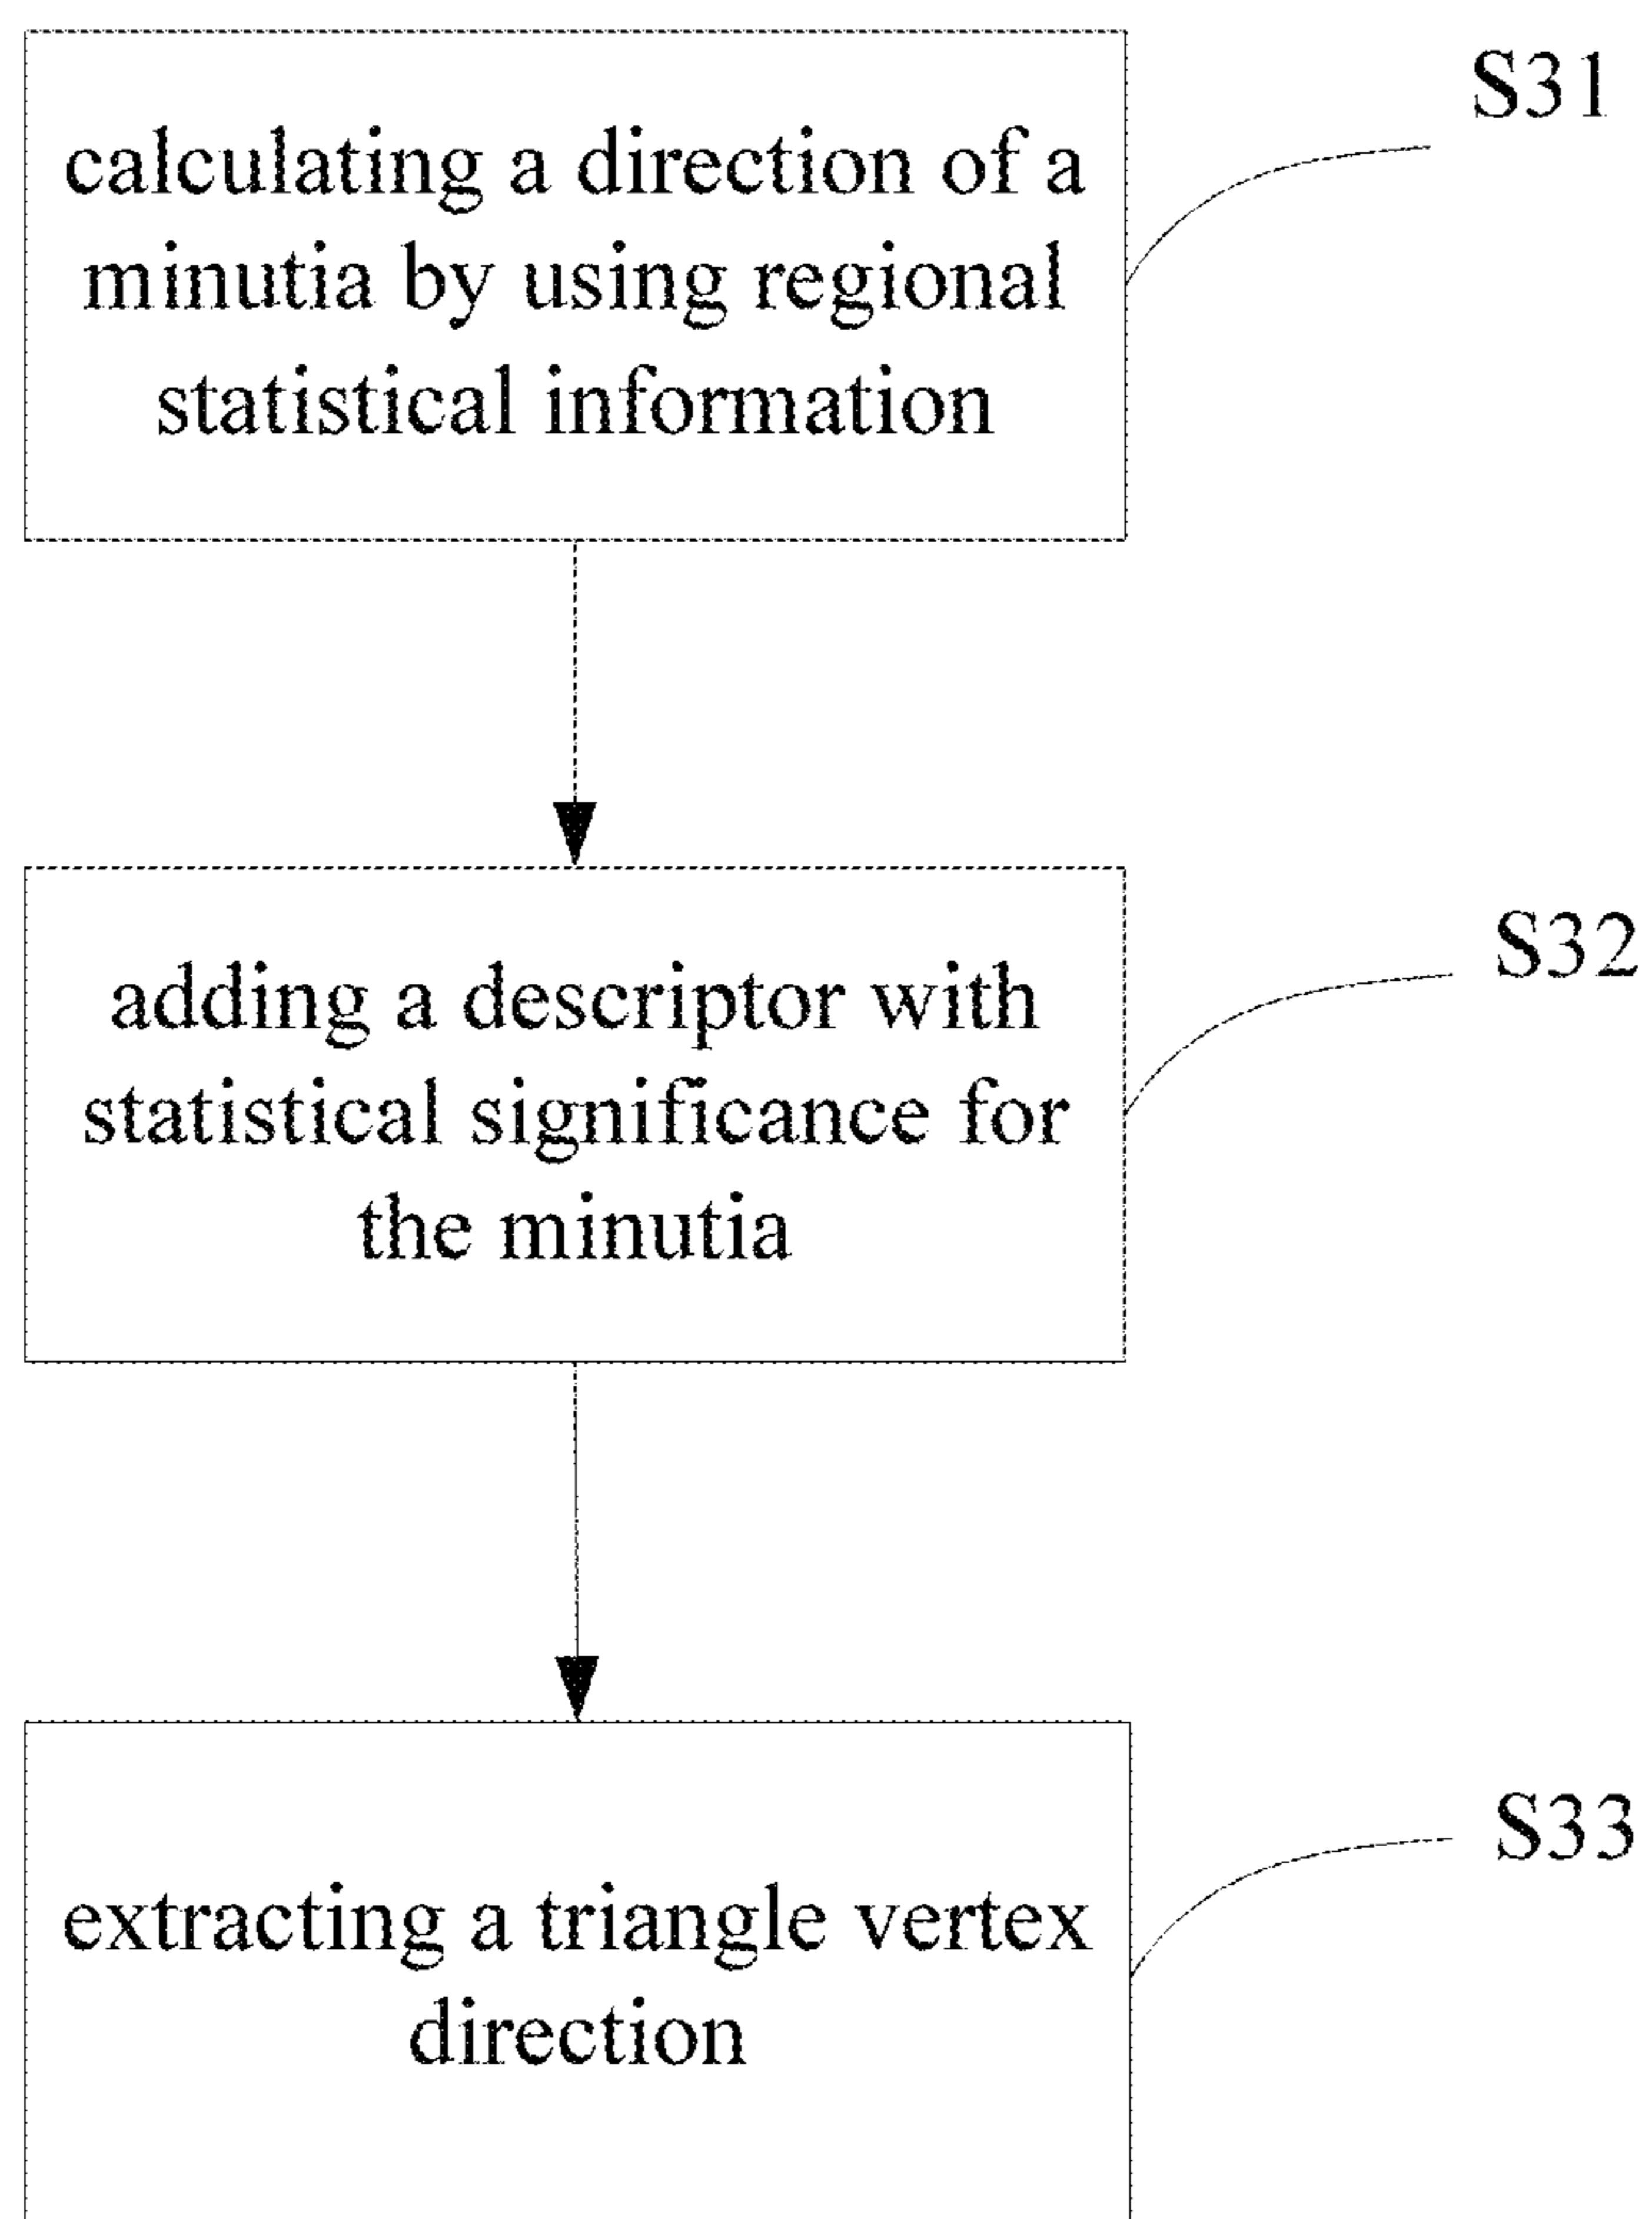 S31
calculating a direction of a
minutia by using regional
statistical information
S32
adding a descriptor with
statistical significance for
the minutia
S33
extracting a triangle vertex
direction